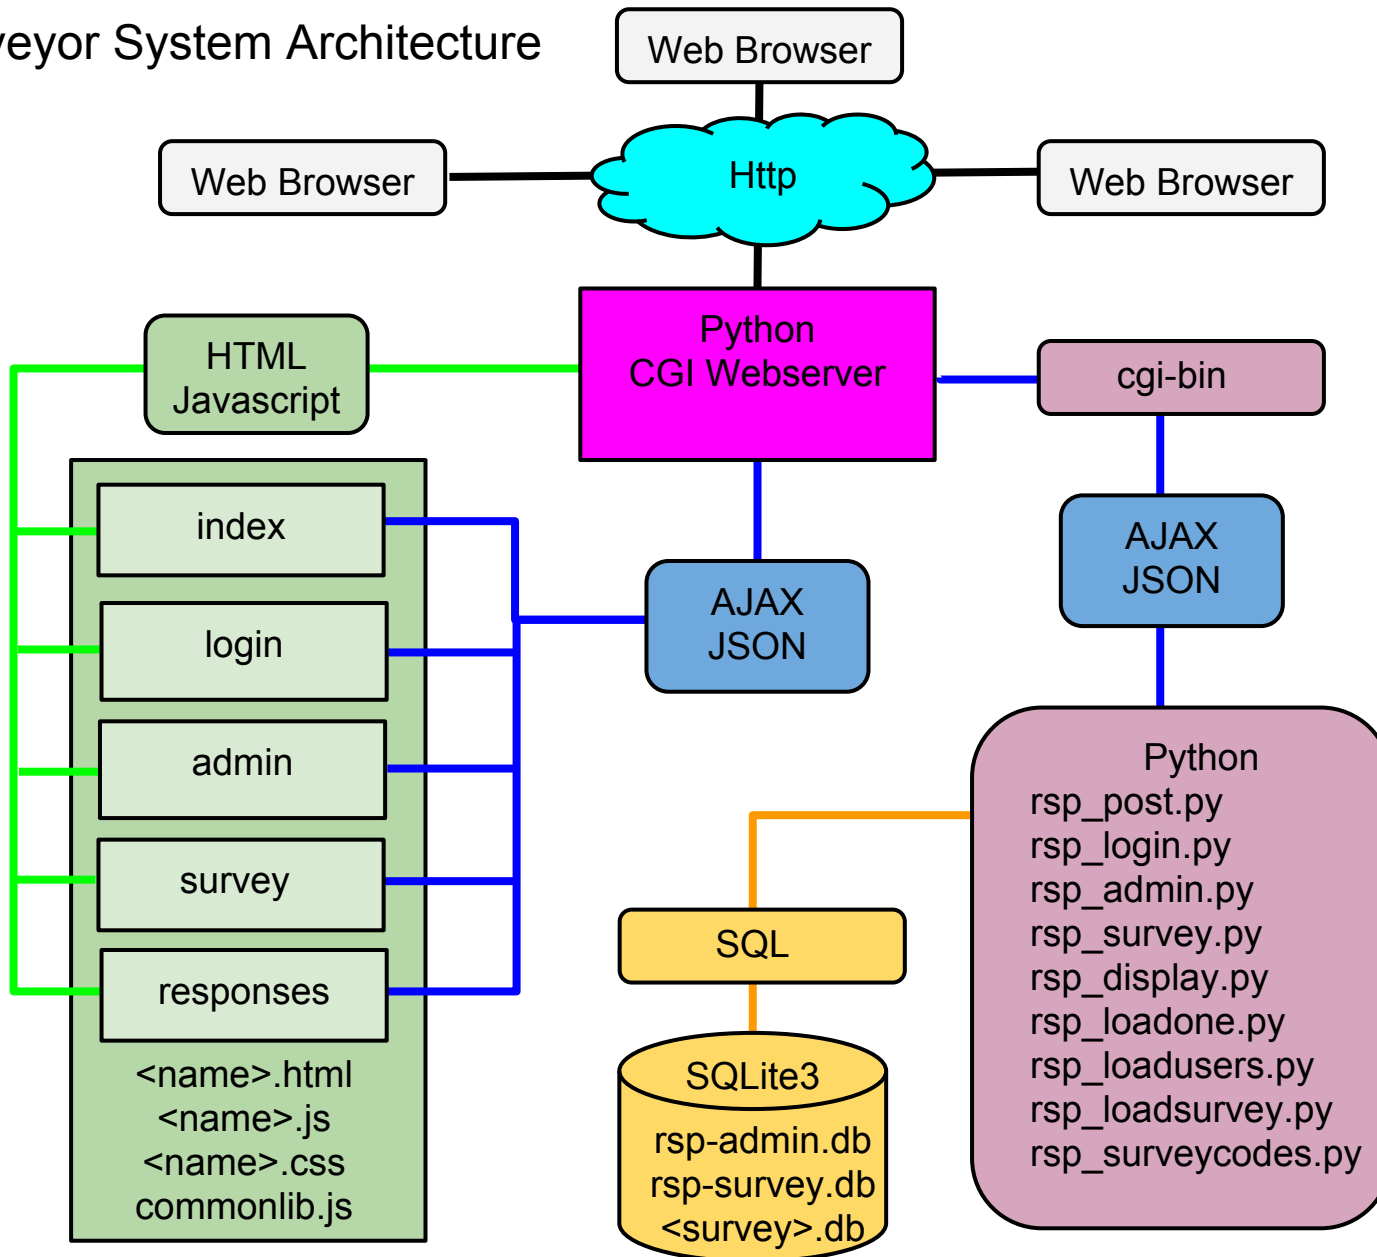 veyor System Architecture
Web Browser
Web Browser
Http
Web Browser
HTML
Javascript
Python
CGI Webserver
cgi-bin
index
login
admin
survey
responses
<name>.html
<name>.js
<name>.css
commonlib.js
AJAX
JSON
AJAX
JSON
SQL
SQLite3
rsp-admin.db
rsp-survey.db
<survey>.db
Python
rsp_post.py
rsp_login.py
rsp_admin.py
rsp_survey.py
rsp_display.py
rsp_loadone.py
rsp_loadusers.py
rsp_loadsurvey.py
rsp_surveycodes.py